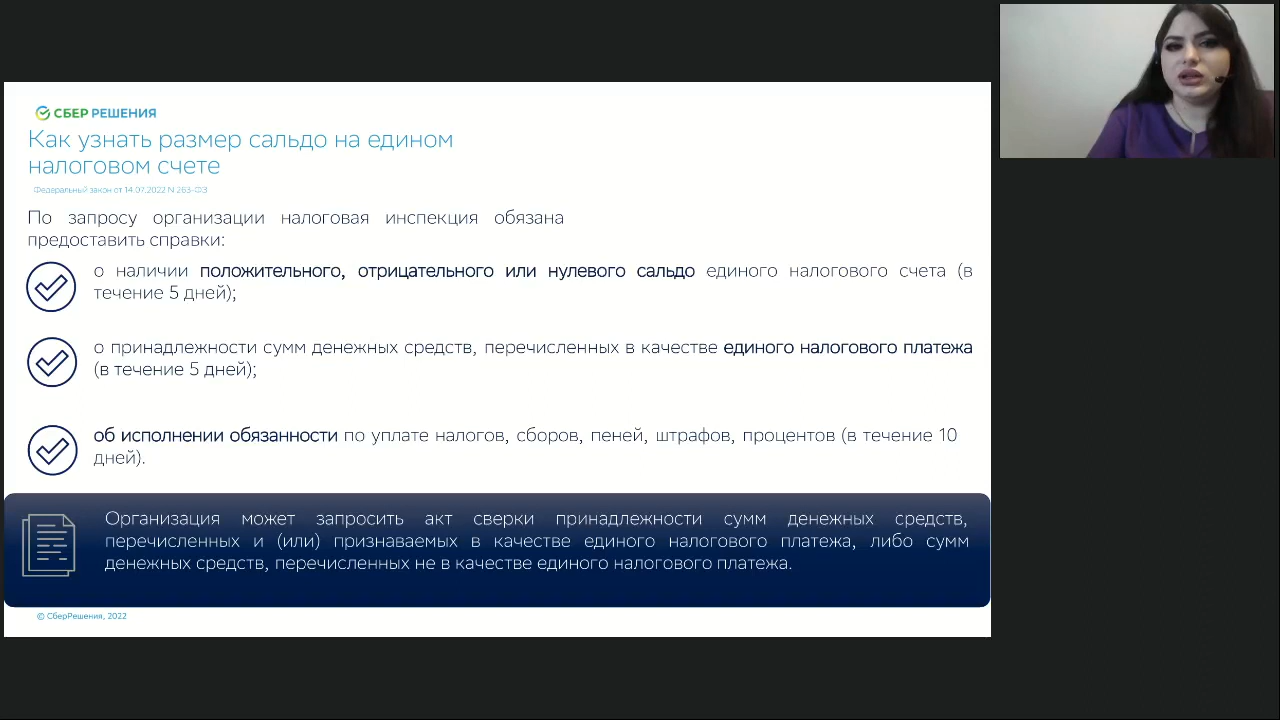 СБЕР РЕШЕНИЯ
Как узнать размер сальдо на едином
налоговом счете
Федеральный закон от 14.07.2022 N 263-ФЗ
По запросу организации налоговая инспекция обязана
предоставить справки:
о наличии положительного, отрицательного или нулевого сальдо единого налогового счета (в
течение 5 дней);
о принадлежности сумм денежных средств, перечисленных в качестве единого налогового платежа
(в течение 5 дней);
об исполнении обязанности по уплате налогов, сборов, пеней, штрафов, процентов (в течение 10
дней).
Организация может запросить акт сверки принадлежности сумм денежных средств,
перечисленных и (или) признаваемых в качестве единого налогового платежа, либо сумм
денежных средств, перечисленных не в качестве единого налогового платежа.
© СберРешения, 2022